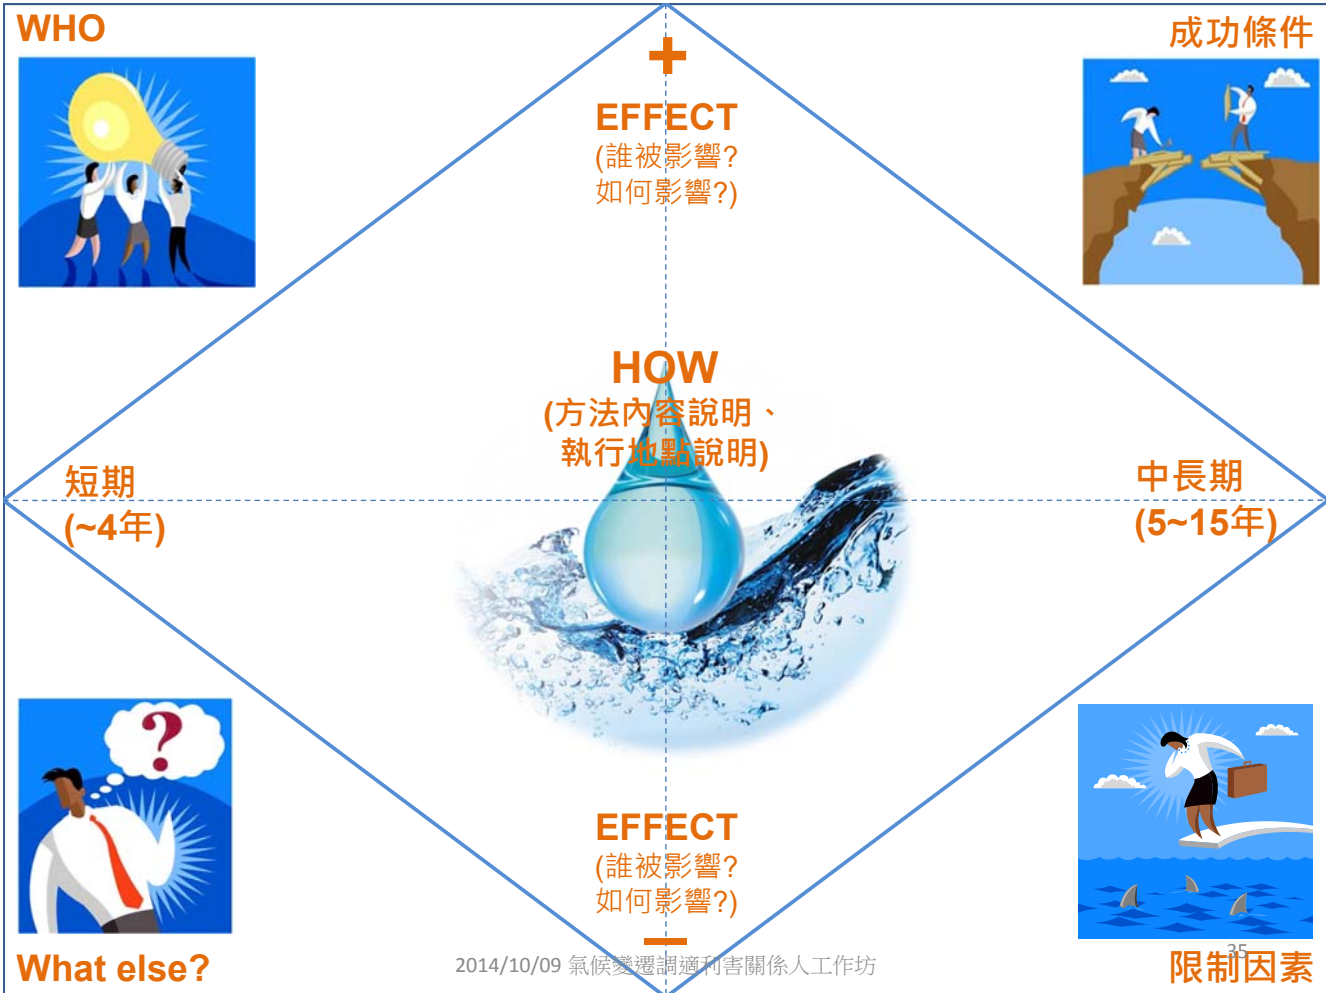 WHO
成功條件
+
EFFECT
(誰被影響?
如何影響?)
HOW
(方法內容說明、
執行地點說明)
短期
(~4年)
中長期
(5~15年)
?
EFFECT
(誰被影響?
如何影響?)
–
What else?
2014/10/09 氣候變遷調適利害關係人工作坊
35
限制因素